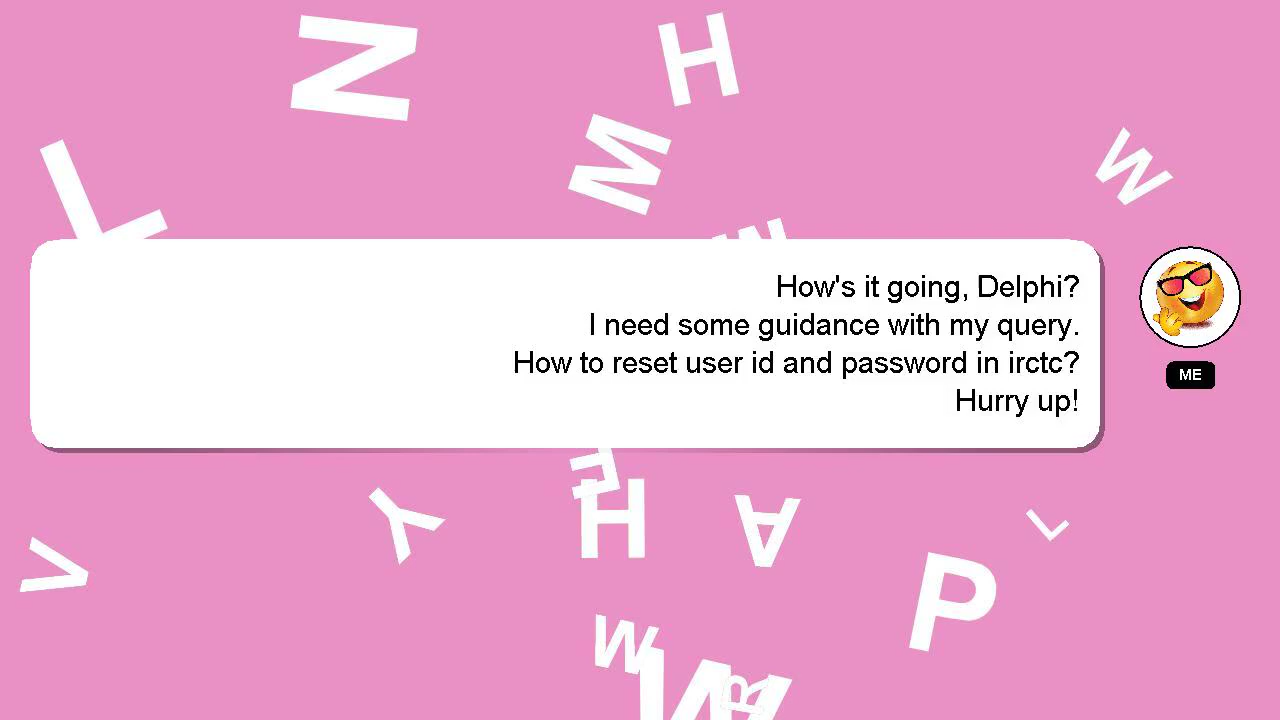 N
H
M
W
L
M
How's it going, Delphi?
I need some guidance with my query.
How to reset user id and password in irctc?
Hurry up!
ME
E
H
Y
A
L
V
P
W
W
R